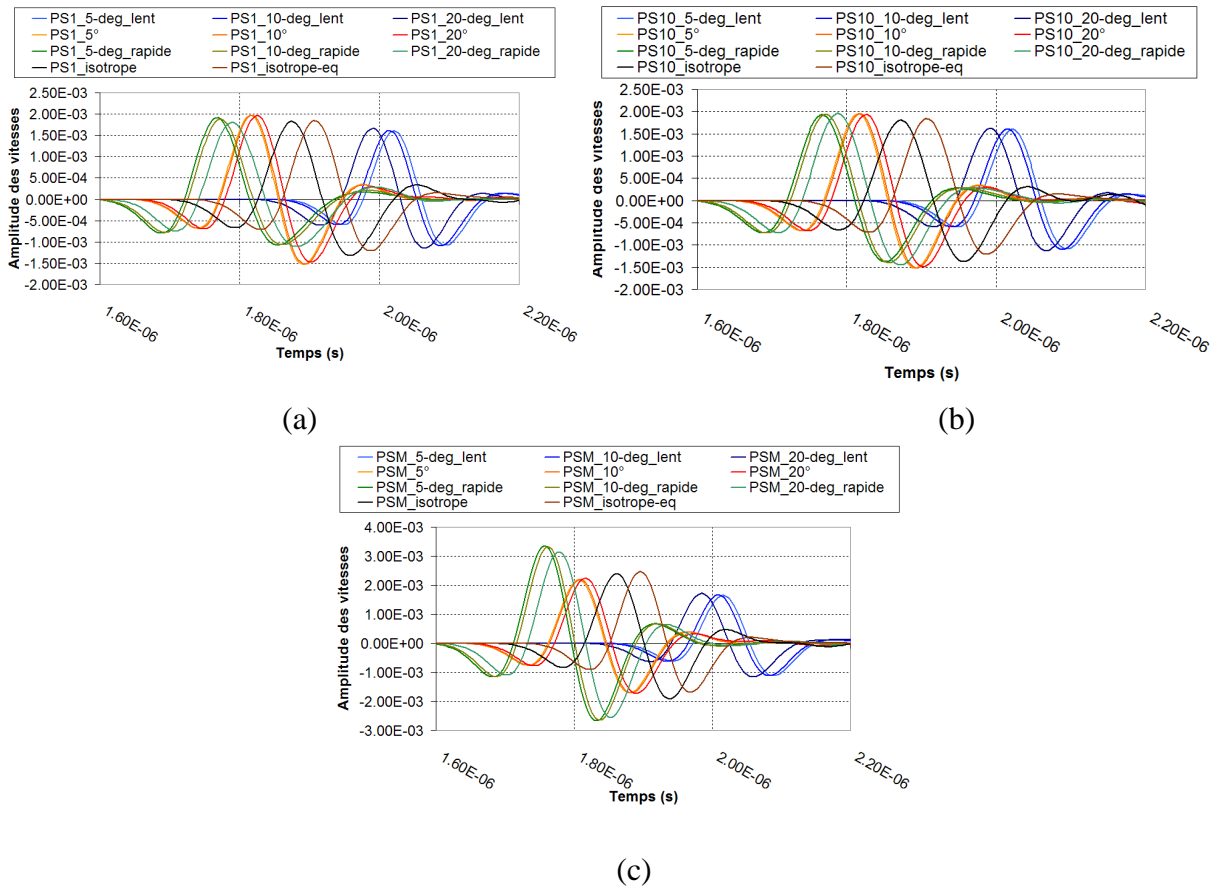 PS1_5-deg_lent PS1_10-deg_lent PS1_20-deg_lent
PS1_5° PS1_10° PS1_20°
PS1_5-deg_rapide PS1_10-deg_rapide PS1_20-deg_rapide
PS1_isotrope PS1_isotrope-eq
Amplitude des vitesses
2.50E-03
2.00E-03
1.50E-03
1.00E-03
5.00E-04
0.00E+00
-5.00E-04
-1.00E-03
-1.50E-03
-2.00E-03
1.60E-06 1.80E-06 2.00E-06 2.20E-06
Temps (s)
(a)
PS10_5-deg_lent PS10_10-deg_lent PS10_20-deg_lent
PS10_5° PS10_10° PS10_20°
PS10_5-deg_rapide PS10_10-deg_rapide PS10_20-deg_rapide
PS10_isotrope PS10_isotrope-eq
Amplitude des vitesses
2.50E-03
2.00E-03
1.50E-03
1.00E-03
5.00E-04
0.00E+00
-5.00E-04
-1.00E-03
-1.50E-03
-2.00E-03
1.60E-06 1.80E-06 2.00E-06 2.20E-06
Temps (s)
(b)
PSM_5-deg_lent PSM_10-deg_lent PSM_20-deg_lent
PSM_5° PSM_10° PSM_20°
PSM_5-deg_rapide PSM_10-deg_rapide PSM_20-deg_rapide
PSM_isotrope PSM_isotrope-eq
Amplitude des vitesses
4.00E-03
3.00E-03
2.00E-03
1.00E-03
0.00E+00
-1.00E-03
-2.00E-03
-3.00E-03
1.60E-06 1.80E-06 2.00E-06 2.20E-06
Temps (s)
(c)